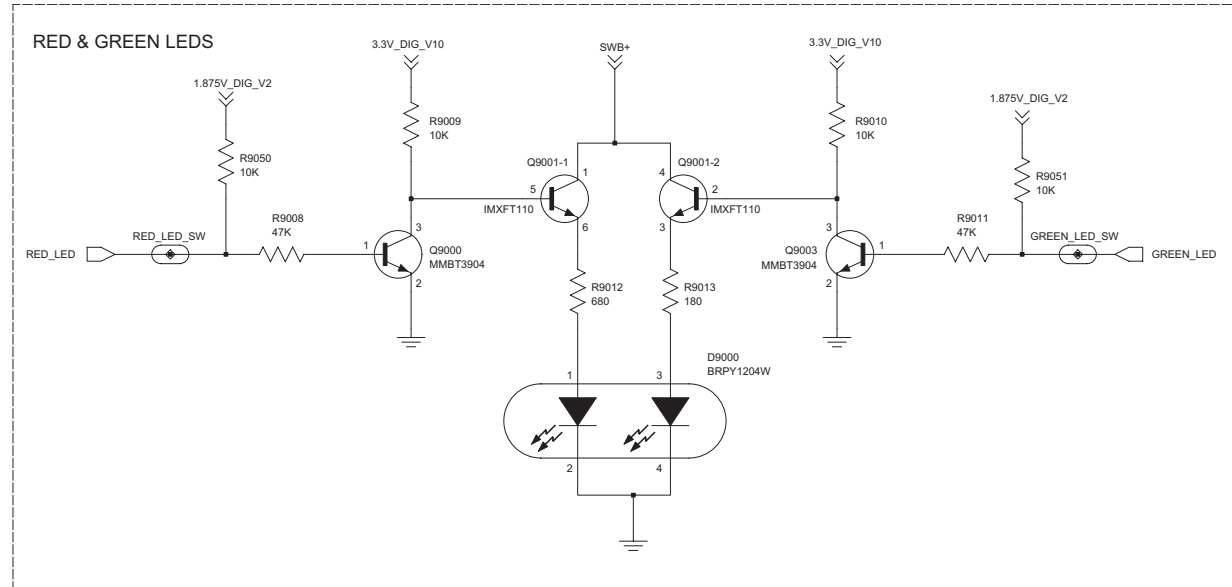 RED & GREEN LEDS
3.3V_DIG_V10
SWB+
3.3V_DIG_V10
1.875V_DIG_V2
1.875V_DIG_V2
R9009
10K
R9010
10K
R9050
10K
R9051
10K
Q9001-1
1
5
IMXFT110
6
Q9001-2
4
2
IMXFT110
3
RED_LED
RED_LED_SW
R9008
47K
1
3
Q9000
MMBT3904
2
3
Q9003
MMBT3904
1
2
R9011
47K
GREEN_LED_SW
GREEN_LED
R9012
680
R9013
180
D9000
BRPY1204W
1
3
2
4